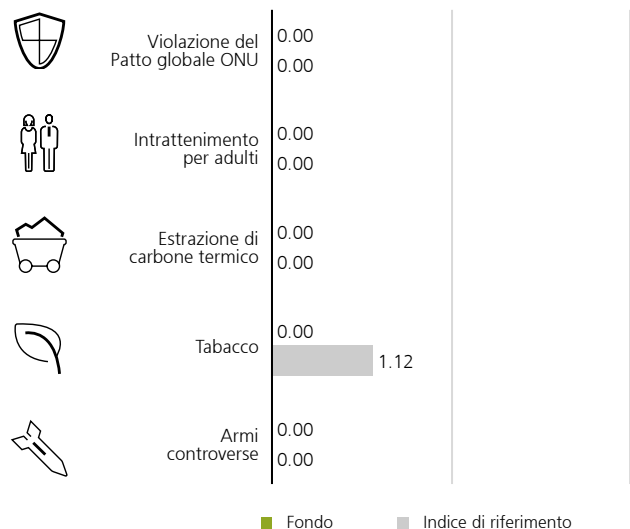 Violazione del
Patto globale ONU
0.00
0.00
Intrattenimento
per adulti
0.00
0.00
Estrazione di
carbone termico
0.00
0.00
Tabacco
0.00
1.12
Armi
controverse
0.00
0.00
Fondo
Indice di riferimento